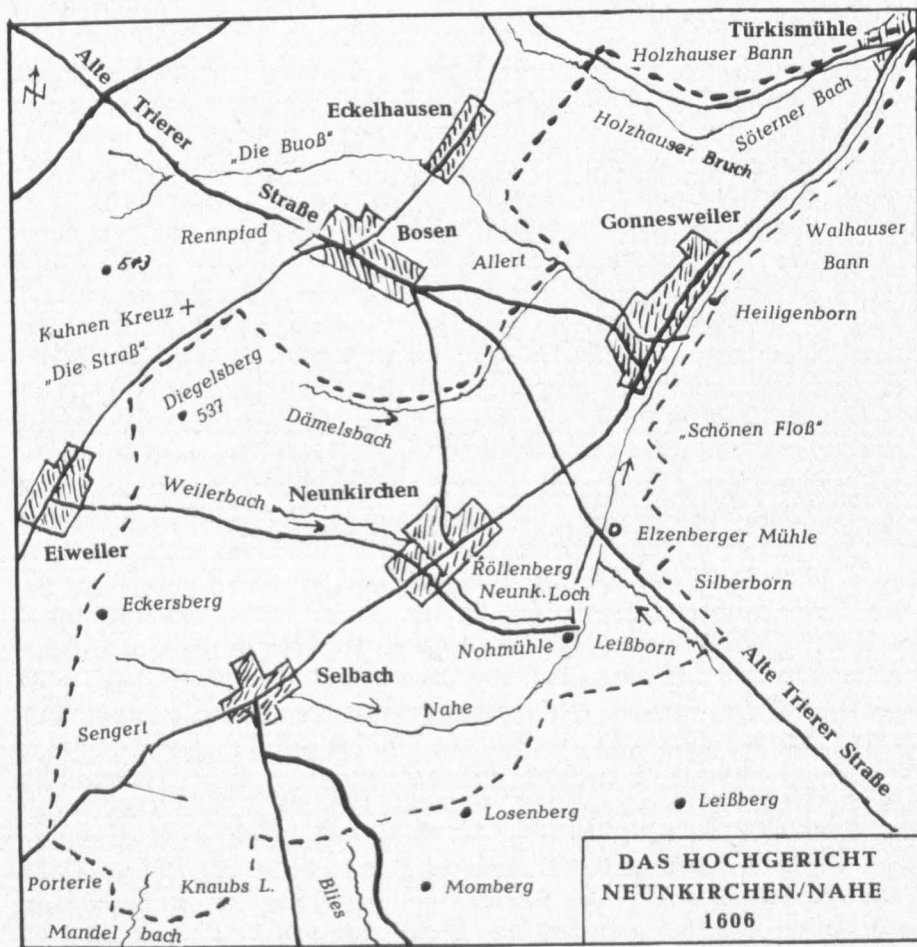 Türkismühle
Holzhauser Bann
Alte
Trierer
Straße
N
Eckelhausen
„Die Buoß“
Holzhauser Bruch
Söterner Bach
Rennpfad
Bosen
Gonnesweiler
Allert
Walhauser
Bann
543
Kuhnen Kreuz
„Die Straß“
Heiligenborn
Diegelsberg
537
Dämelsbach
„Schönen Floß“
Weilerbach
Neunkirchen
Eiweiler
Elzenberger Mühle
Röllenberg
Neunk. Loch
Silberborn
Eckersberg
Nohmühle
Leißborn
Selbach
Alte Trierer Straße
Nahe
Sengert
Losenberg
Leißberg
Porterie
Knaubs L.
Blies
Momberg
Mandelbach
DAS HOCHGERICHT
NEUNKIRCHEN/NAHE
1606